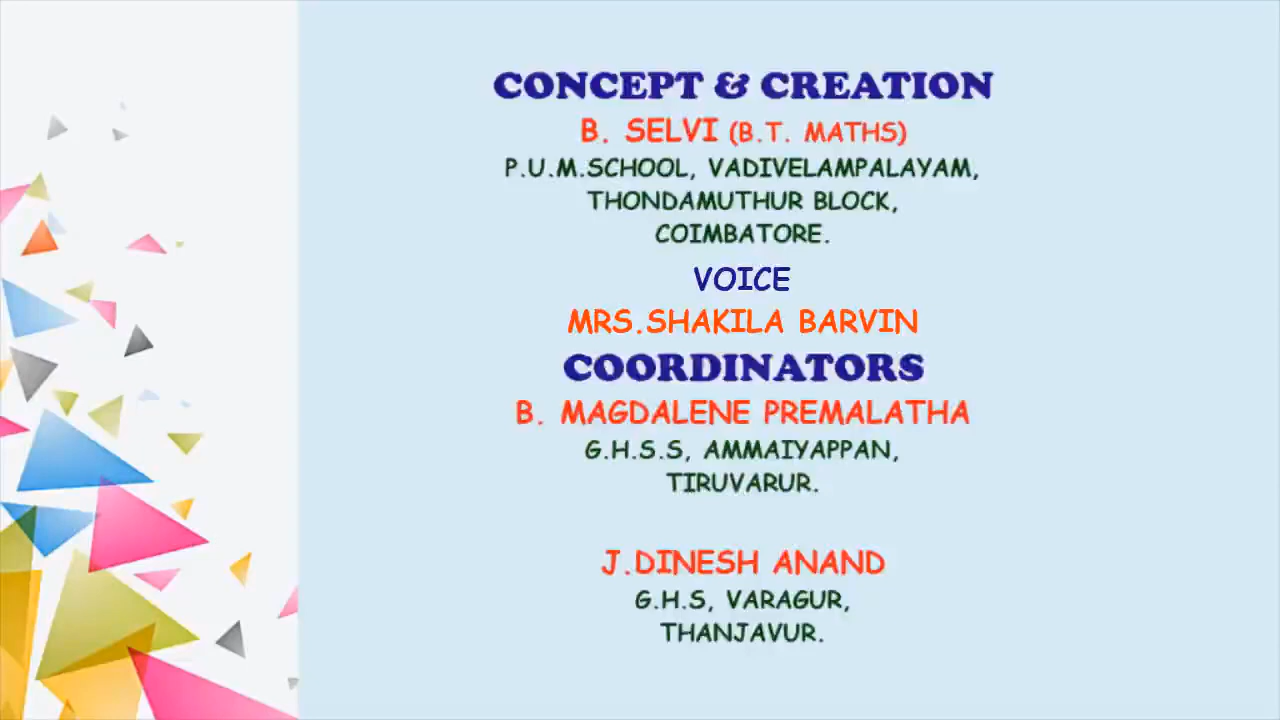 CONCEPT & CREATION
B. SELVI (B.T. MATHS)
P.U.M.SCHOOL, VADIVELAMPALAYAM,
THONDAMUTHUR BLOCK,
COIMBATORE.
VOICE
MRS.SHAKILA BARVIN
COORDINATORS
B. MAGDALENE PREMALATHA
G.H.S.S, AMMAIYAPPAN,
TIRUVARUR.
J.DINESH ANAND
G.H.S, VARAGUR,
THANJAVUR.